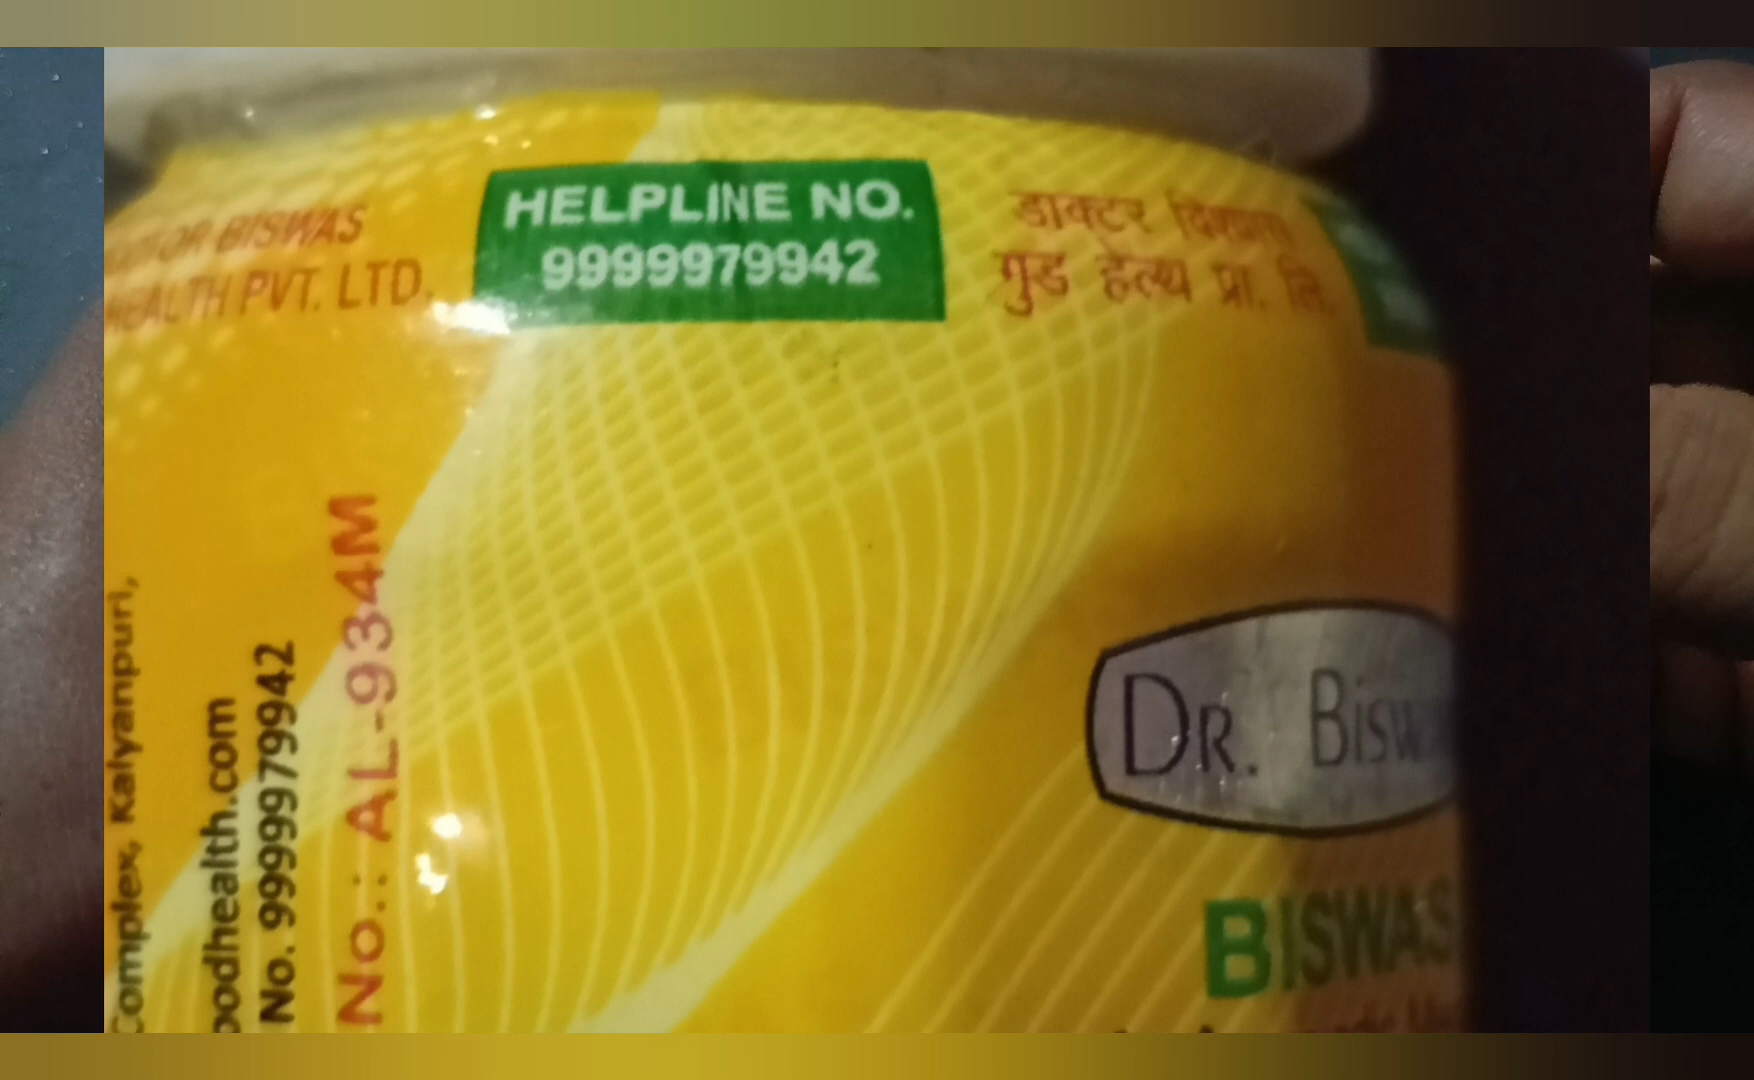 BISWAS
HEALTH PVT. LTD.
HELPLINE NO.
9999979942
डाक्टर विश्वास
गुड हेल्थ प्रा. लि.
Complex, Kalyanpuri,
oodhealth.com
No. 9999979942
No.: AL-934M
DR. Bisw
BISWAS